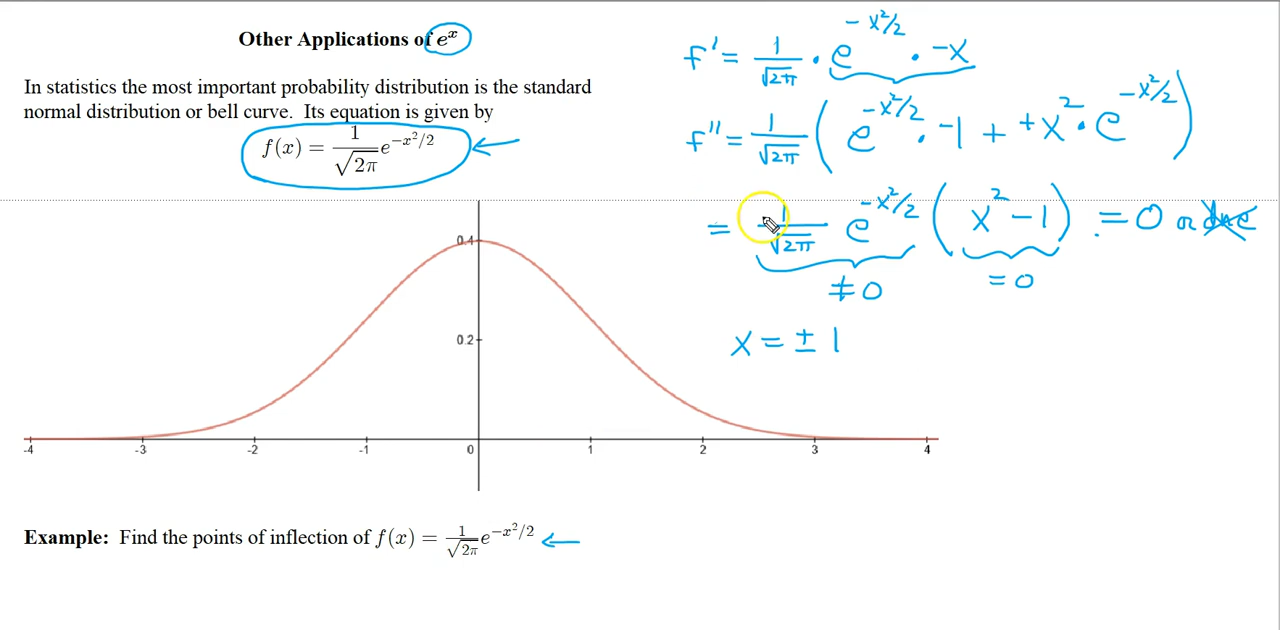 Other Applications of eˣ
In statistics the most important probability distribution is the standard
normal distribution or bell curve. Its equation is given by
f(x) = 1/√2π e^(−x²/2)
f' = 1/√2π · e^(−x²/2) · −x
f'' = 1/√2π ( e^(−x²/2) · −1 + +x² · e^(−x²/2) )
= 1/√2π e^(−x²/2) ( x² − 1 ) = 0 or dne
≠ 0 = 0
x = ± 1
0.4
0.2
-4 -3 -2 -1 0 1 2 3 4
Example: Find the points of inflection of f(x) = 1/√2π e^(−x²/2)